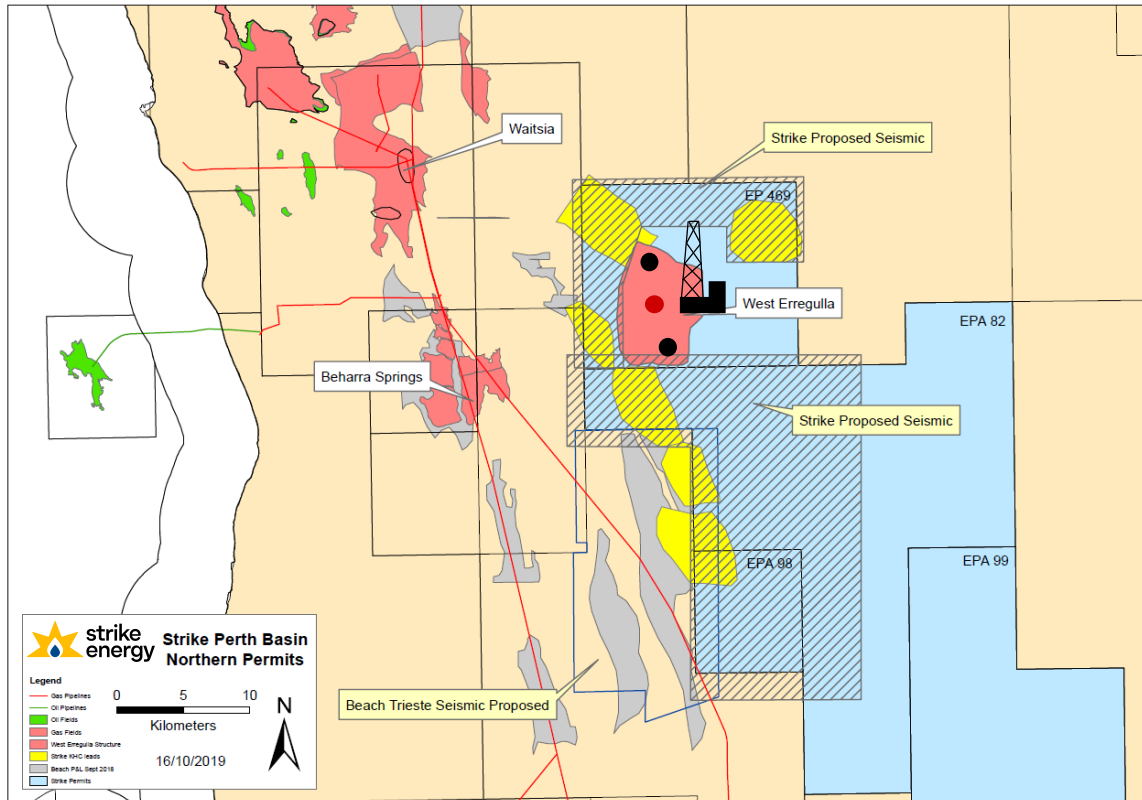 Waitsia
Strike Proposed Seismic
EP 469
West Erregulla
EPA 82
Beharra Springs
Strike Proposed Seismic
EPA 98
EPA 99
Beach Trieste Seismic Proposed
strike
energy
Strike Perth Basin
Northern Permits
Legend
Gas Pipelines
Oil Pipelines
Oil Fields
Gas Fields
West Erregulla Structure
Strike KHC leads
Beach P&L Sept 2018
Strike Permits
0 5 10
Kilometers
N
16/10/2019